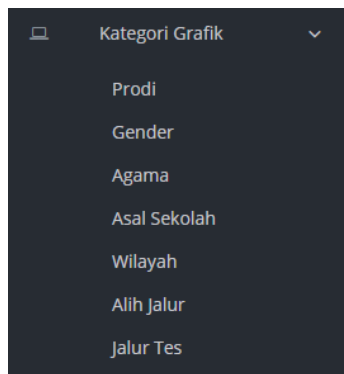 Kategori Grafik
Prodi
Gender
Agama
Asal Sekolah
Wilayah
Alih Jalur
Jalur Tes